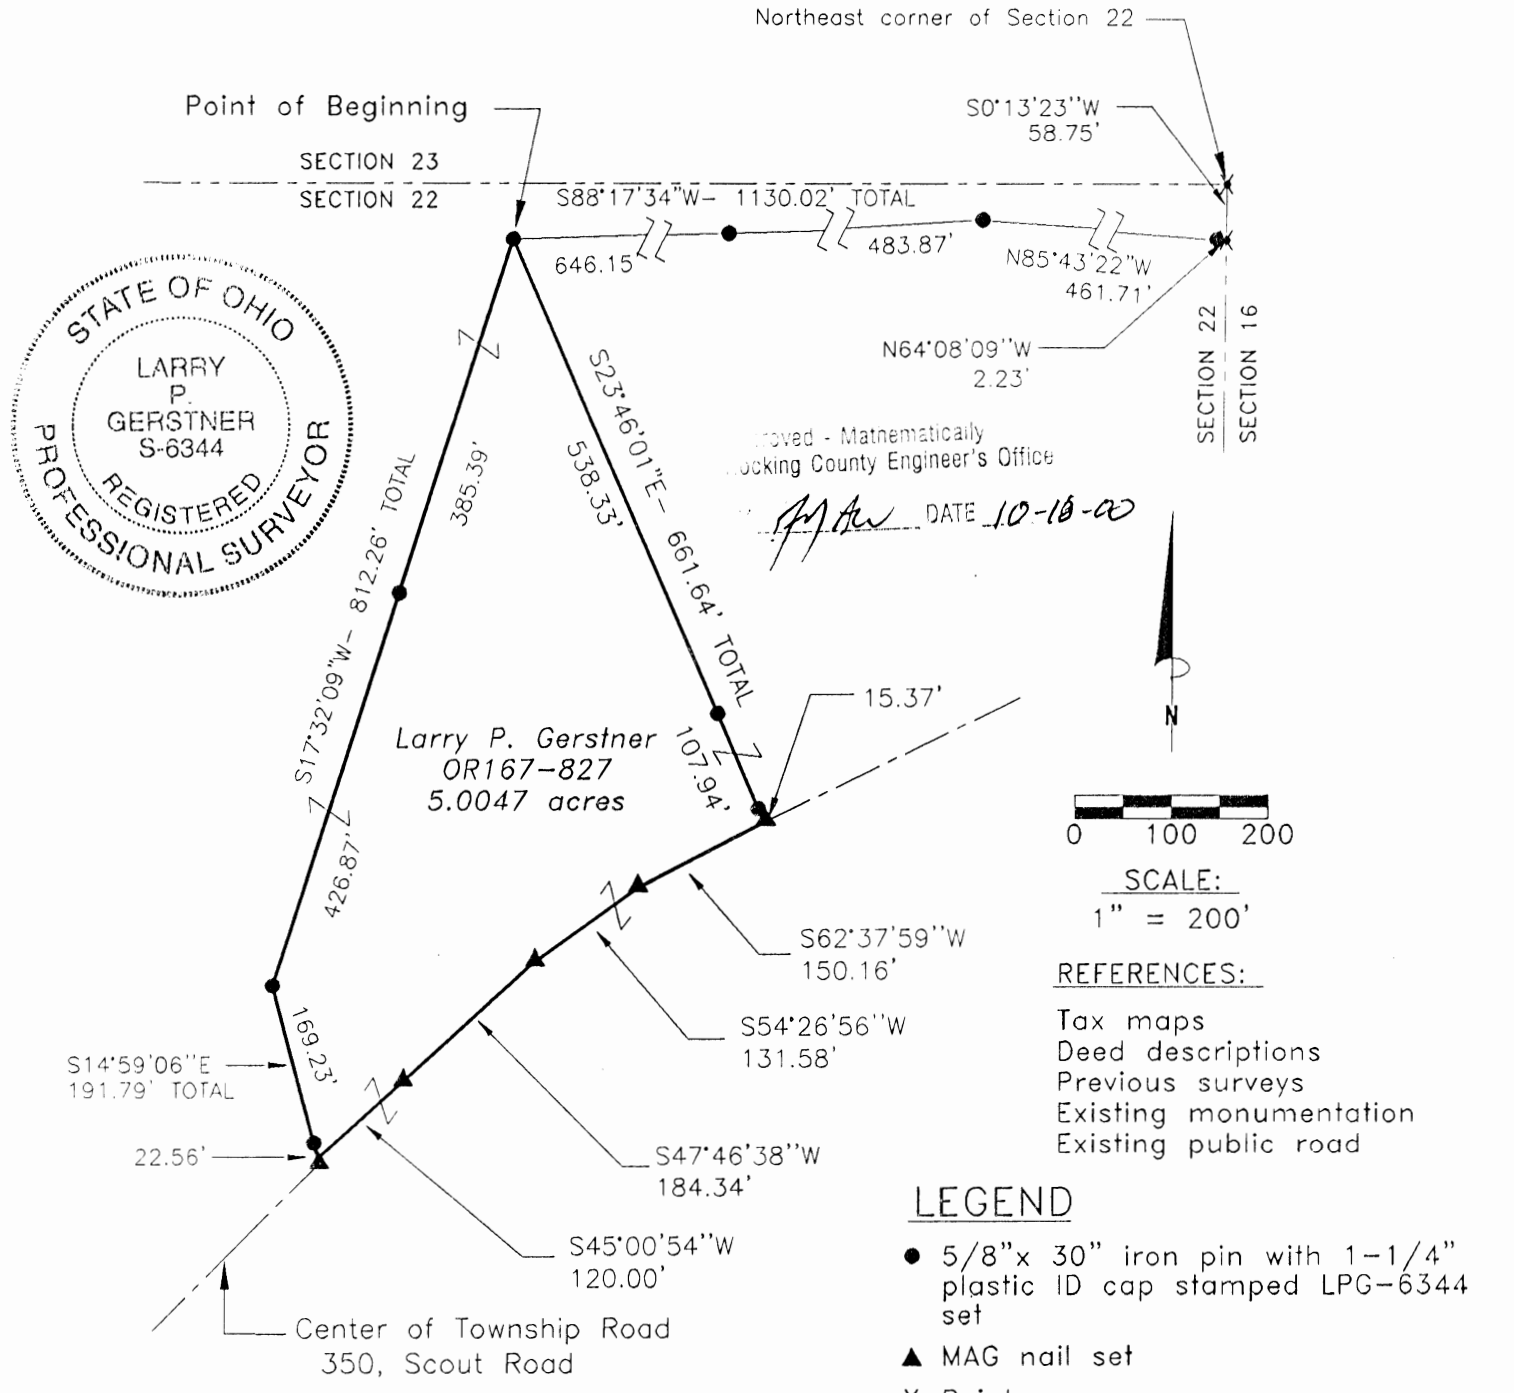 Northeast corner of Section 22
Point of Beginning
S0°13'23"W
58.75'
SECTION 23
SECTION 22
S88°17'34"W- 1130.02' TOTAL
646.15'
483.87'
N85°43'22"W
461.71'
N64°08'09"W
2.23'
SECTION 22
SECTION 16
STATE OF OHIO
LARRY
P.
GERSTNER
S-6344
REGISTERED
PROFESSIONAL SURVEYOR
Mathematically
County Engineer's Office
DATE 10-18-00
S23°46'01"E- 661.64' TOTAL
538.33'
107.94'
385.39'
S17°32'09"W- 812.26' TOTAL
426.87'
15.37'
Larry P. Gerstner
OR167-827
5.0047 acres
N
0 100 200
SCALE:
1" = 200'
S62°37'59"W
150.16'
S54°26'56"W
131.58'
S47°46'38"W
184.34'
S45°00'54"W
120.00'
169.23'
S14°59'06"E
191.79' TOTAL
22.56'
Center of Township Road
350, Scout Road
REFERENCES:
Tax maps
Deed descriptions
Previous surveys
Existing monumentation
Existing public road
LEGEND
5/8"x 30" iron pin with 1-1/4"
plastic ID cap stamped LPG-6344
set
MAG nail set